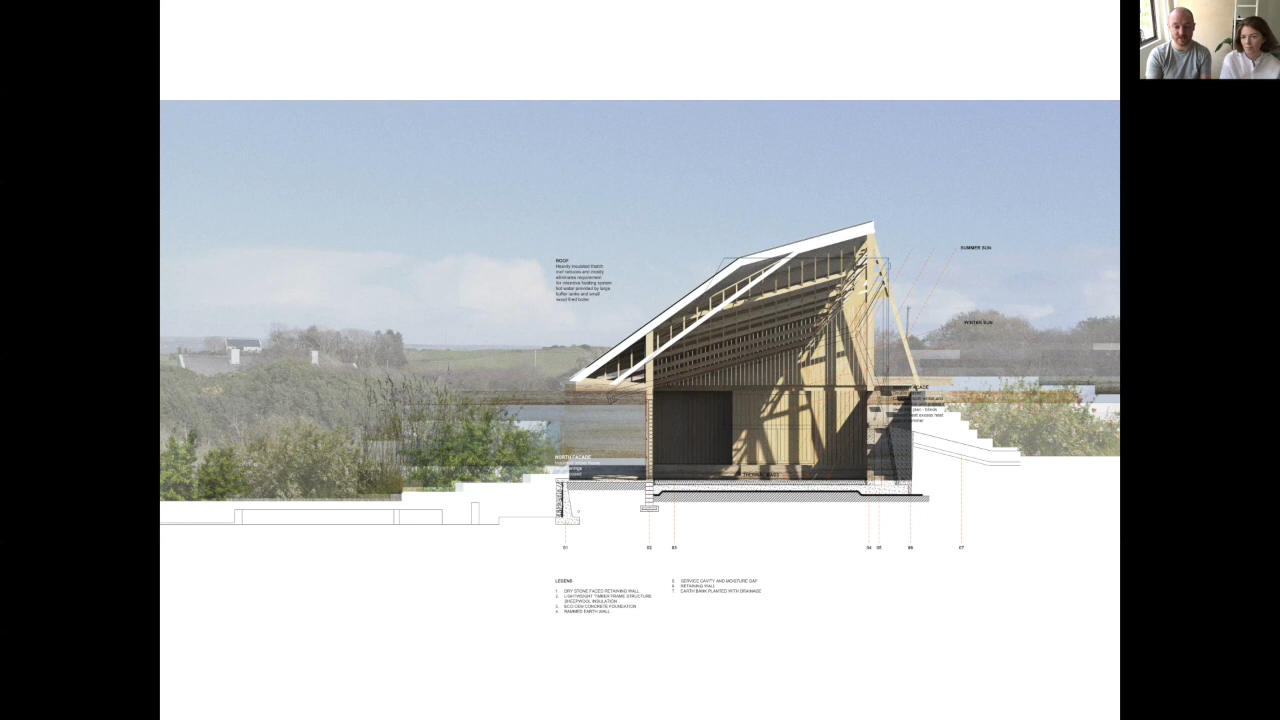 SUMMER SUN
ROOF
Heavily insulated thatch
roof reduces and mostly
eliminates requirement
for intensive heating system
hot water provided by large
buffer tanks and small
wood fired boiler
WINTER SUN
NORTH FACADE
THERMAL MASS
01
02
03
04
05
06
07
LEGEND
1. DRY STONE FACED RETAINING WALL
2. LIGHTWEIGHT TIMBER FRAME STRUCTURE
SHEEPWOOL INSULATION
3. ECOCEM CONCRETE FOUNDATION
4. RAMMED EARTH WALL
5. SERVICE CAVITY AND MOISTURE GAP
6. RETAINING WALL
7. EARTH BANK PLANTED WITH DRAINAGE